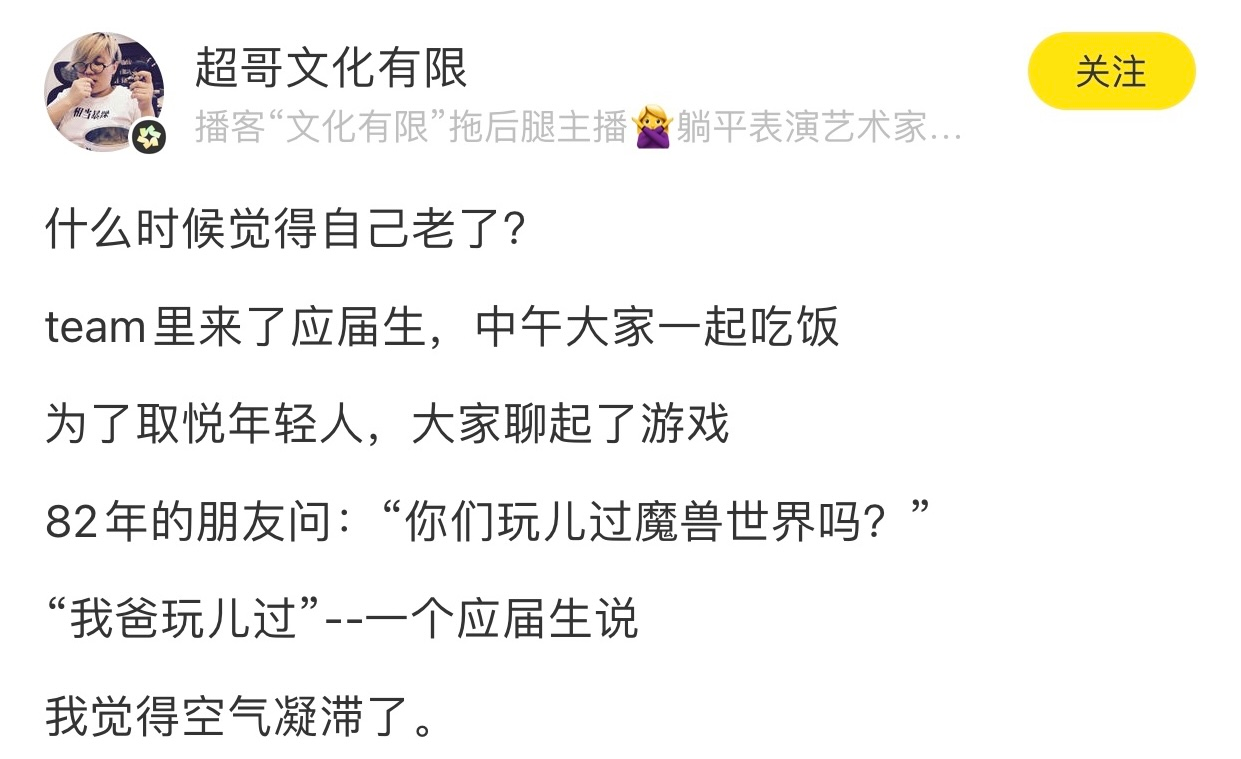 超哥文化有限
关注
播客“文化有限”拖后腿主播🙅‍♀️躺平表演艺术家...
什么时候觉得自己老了？
team里来了应届生，中午大家一起吃饭
为了取悦年轻人，大家聊起了游戏
82年的朋友问：“你们玩儿过魔兽世界吗？”
“我爸玩儿过”--一个应届生说
我觉得空气凝滞了。